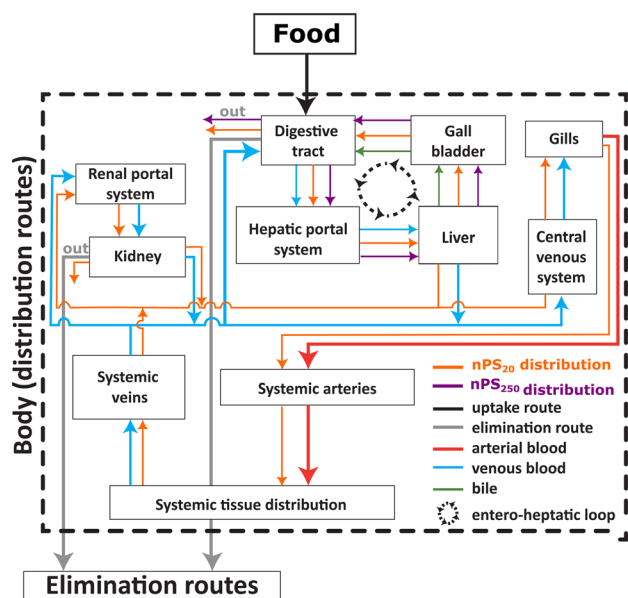 Food
Body (distribution routes)
out
Digestive
tract
Gall
bladder
Gills
Renal portal
system
Hepatic portal
system
Liver
Central
venous
system
out
Kidney
Systemic
veins
Systemic arteries
Systemic tissue distribution
nPS20 distribution
nPS250 distribution
uptake route
elimination route
arterial blood
venous blood
bile
entero-heptatic loop
Elimination routes